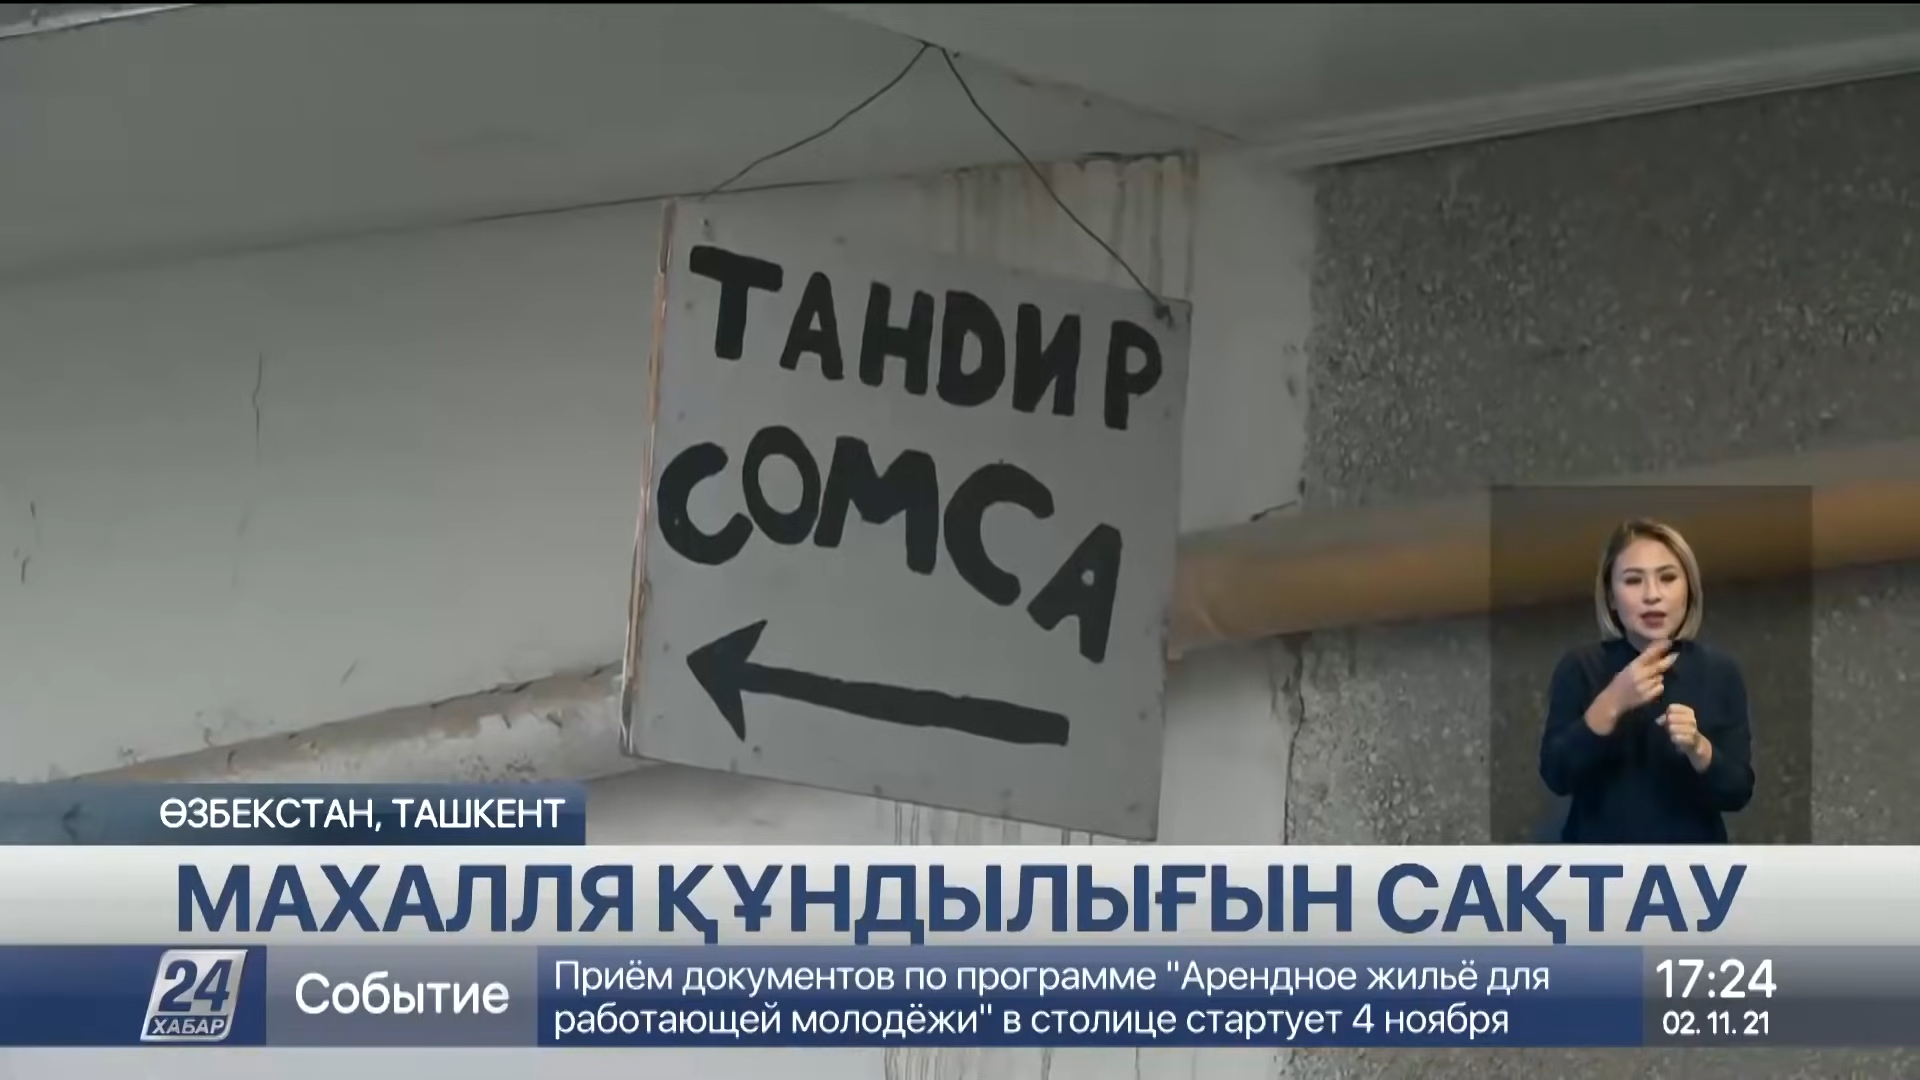 ТАНDИР
СОМСА
ӨЗБЕКСТАН, ТАШКЕНТ
МАХАЛЛЯ ҚҰНДЫЛЫҒЫН САҚТАУ
24
ХАБАР
Событие
Приём документов по программе "Арендное жильё для
работающей молодёжи" в столице стартует 4 ноября
17:24
02. 11. 21